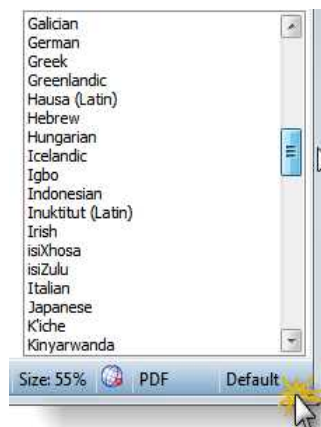 Galician
German
Greek
Greenlandic
Hausa (Latin)
Hebrew
Hungarian
Icelandic
Igbo
Indonesian
Inuktitut (Latin)
Irish
isiXhosa
isiZulu
Italian
Japanese
K'iche
Kinyarwanda
Size: 55% PDF Default